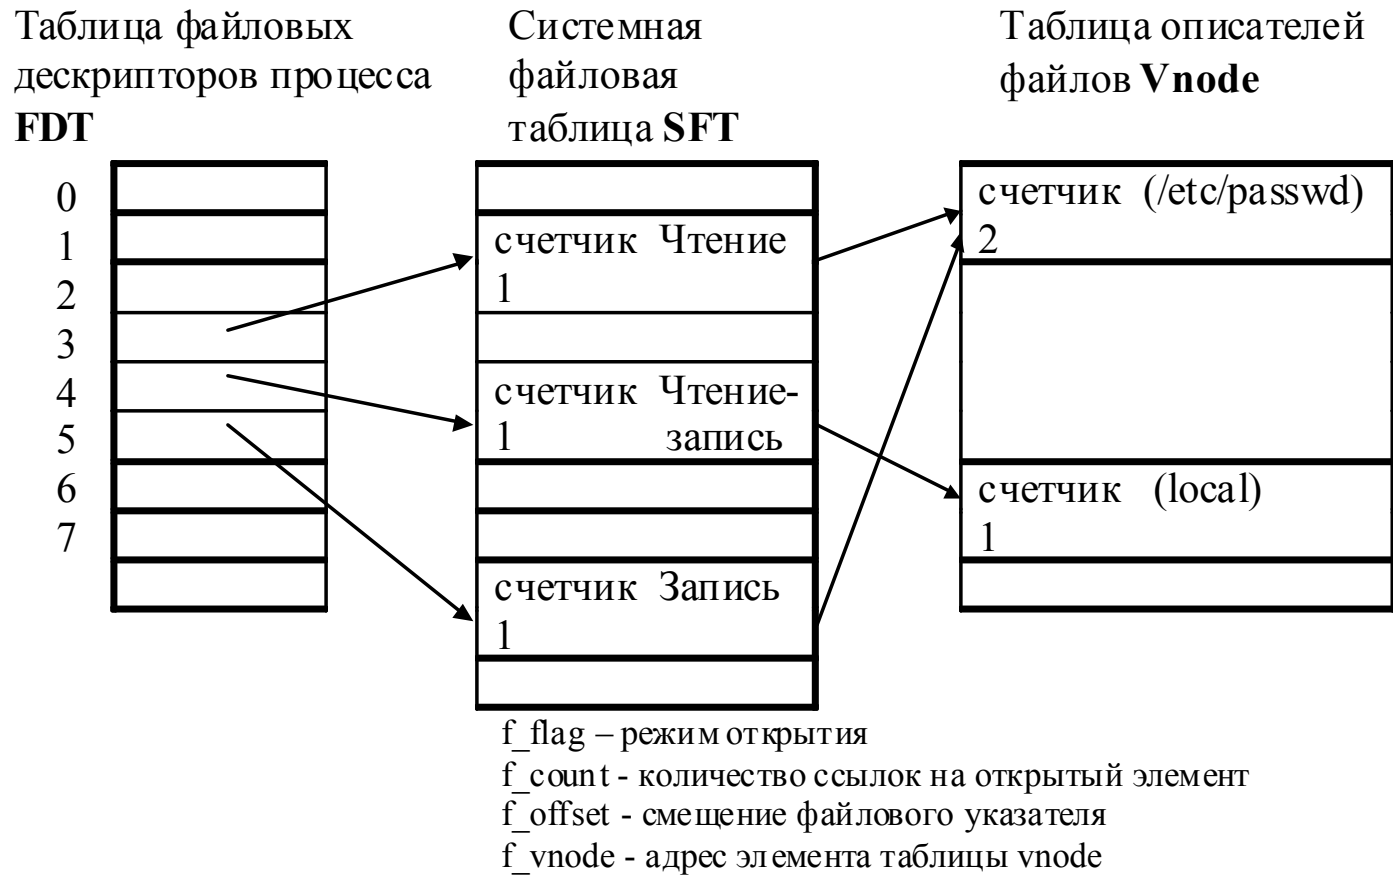 Таблица файловых
дескрипторов процесса
FDT
Системная
файловая
таблица SFT
Таблица описателей
файлов Vnode
0
1
2
3
4
5
6
7
счетчик Чтение
1
счетчик Чтение-
1 запись
счетчик Запись
1
счетчик (/etc/passwd)
2
счетчик (local)
1
f_flag – режим открытия
f_count - количество ссылок на открытый элемент
f_offset - смещение файлового указателя
f_vnode - адрес элемента таблицы vnode